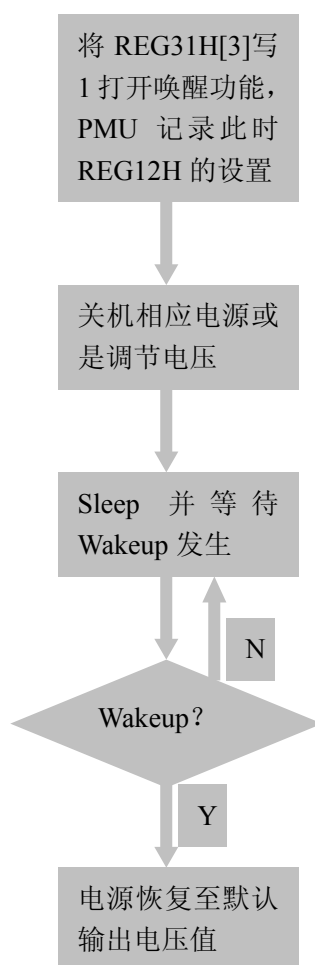 将 REG31H[3]写
1 打开唤醒功能，
PMU 记录此时
REG12H 的设置
关机相应电源或
是调节电压
Sleep 并等待
Wakeup 发生
N
Wakeup？
Y
电源恢复至默认
输出电压值